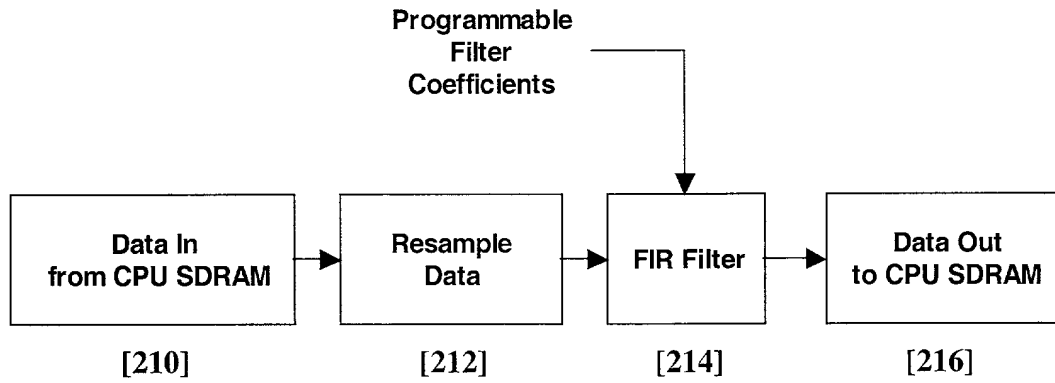 Programmable
Filter
Coefficients
Data In
from CPU SDRAM
Resample
Data
FIR Filter
Data Out
to CPU SDRAM
[210]
[212]
[214]
[216]